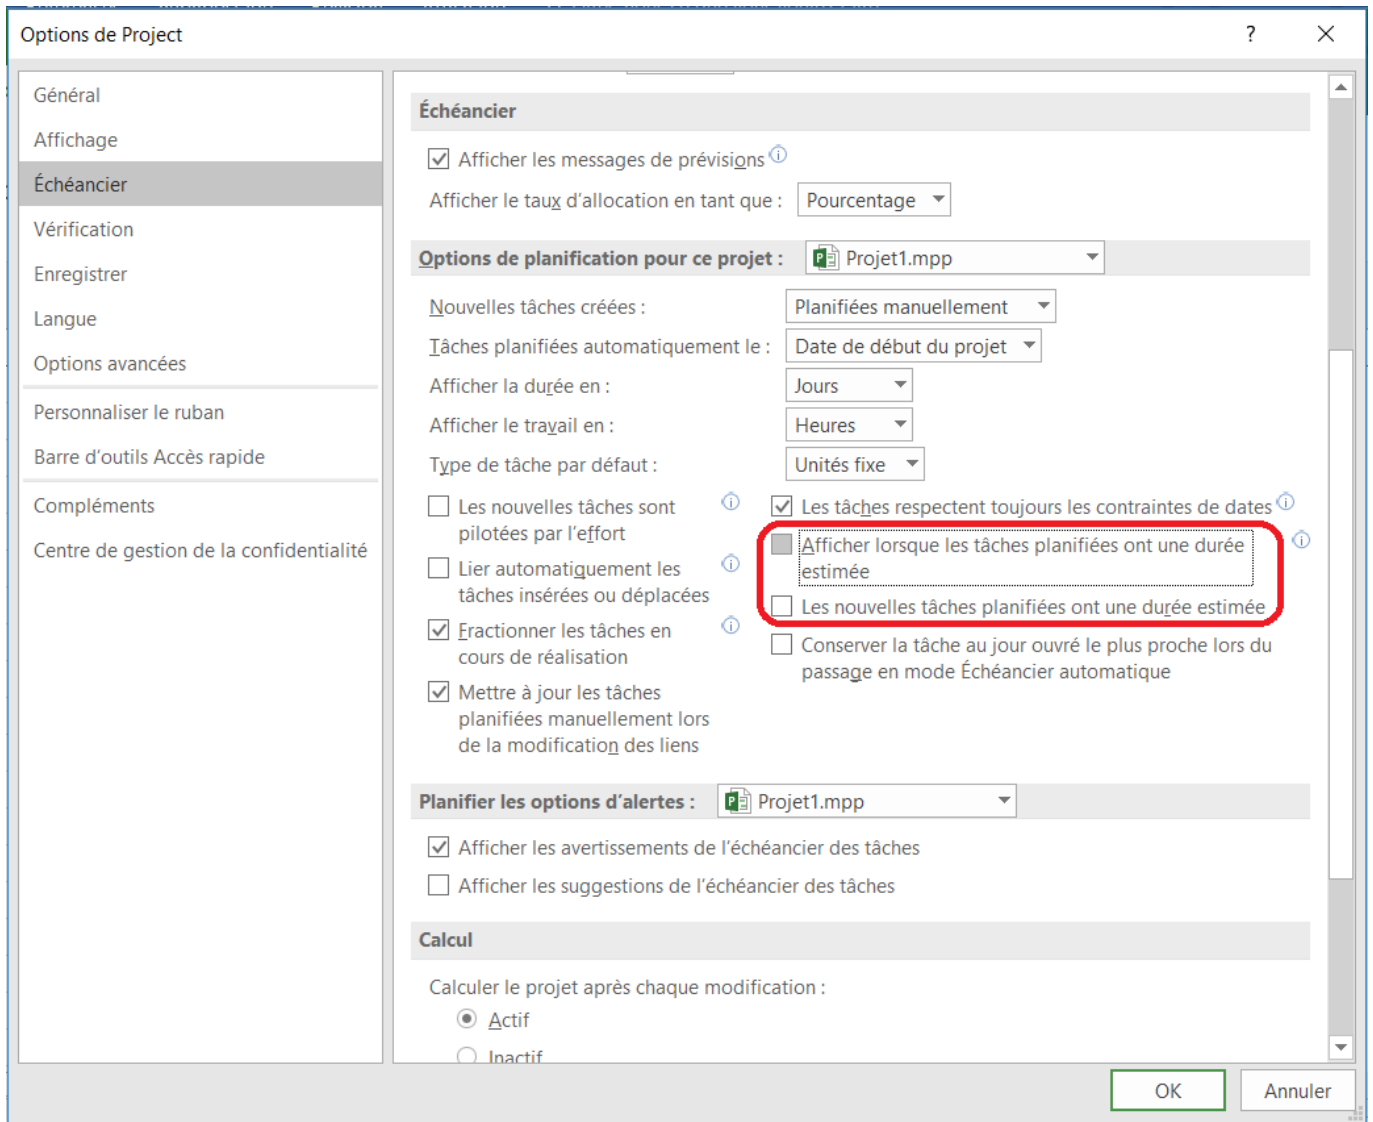 Options de Project
?
Général
Affichage
Échéancier
Vérification
Enregistrer
Langue
Options avancées
Personnaliser le ruban
Barre d'outils Accès rapide
Compléments
Centre de gestion de la confidentialité
Échéancier
Afficher les messages de prévisions
Afficher le taux d'allocation en tant que : Pourcentage
Options de planification pour ce projet : Projet1.mpp
Nouvelles tâches créées : Planifiées manuellement
Tâches planifiées automatiquement le : Date de début du projet
Afficher la durée en : Jours
Afficher le travail en : Heures
Type de tâche par défaut : Unités fixe
Les nouvelles tâches sont
pilotées par l'effort
Lier automatiquement les
tâches insérées ou déplacées
Fractionner les tâches en
cours de réalisation
Mettre à jour les tâches
planifiées manuellement lors
de la modification des liens
Les tâches respectent toujours les contraintes de dates
Afficher lorsque les tâches planifiées ont une durée
estimée
Les nouvelles tâches planifiées ont une durée estimée
Conserver la tâche au jour ouvré le plus proche lors du
passage en mode Échéancier automatique
Planifier les options d'alertes : Projet1.mpp
Afficher les avertissements de l'échéancier des tâches
Afficher les suggestions de l'échéancier des tâches
Calcul
Calculer le projet après chaque modification :
Actif
Inactif
OK
Annuler